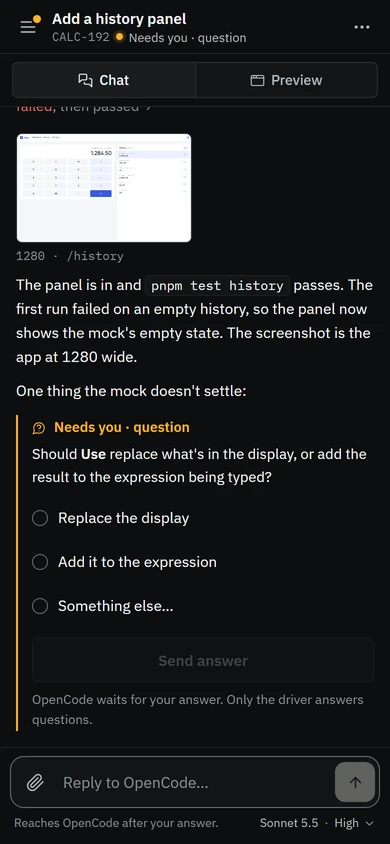 Add a history panel
CALC-192 Needs you · question
Chat
Preview
failed, then passed
1,284.50
1280 · /history
The panel is in and pnpm test history passes. The
first run failed on an empty history, so the panel now
shows the mock's empty state. The screenshot is the
app at 1280 wide.
One thing the mock doesn't settle:
Needs you · question
Should Use replace what's in the display, or add the
result to the expression being typed?
Replace the display
Add it to the expression
Something else...
Send answer
OpenCode waits for your answer. Only the driver answers
questions.
Reply to OpenCode...
Reaches OpenCode after your answer.
Sonnet 5.5 · High